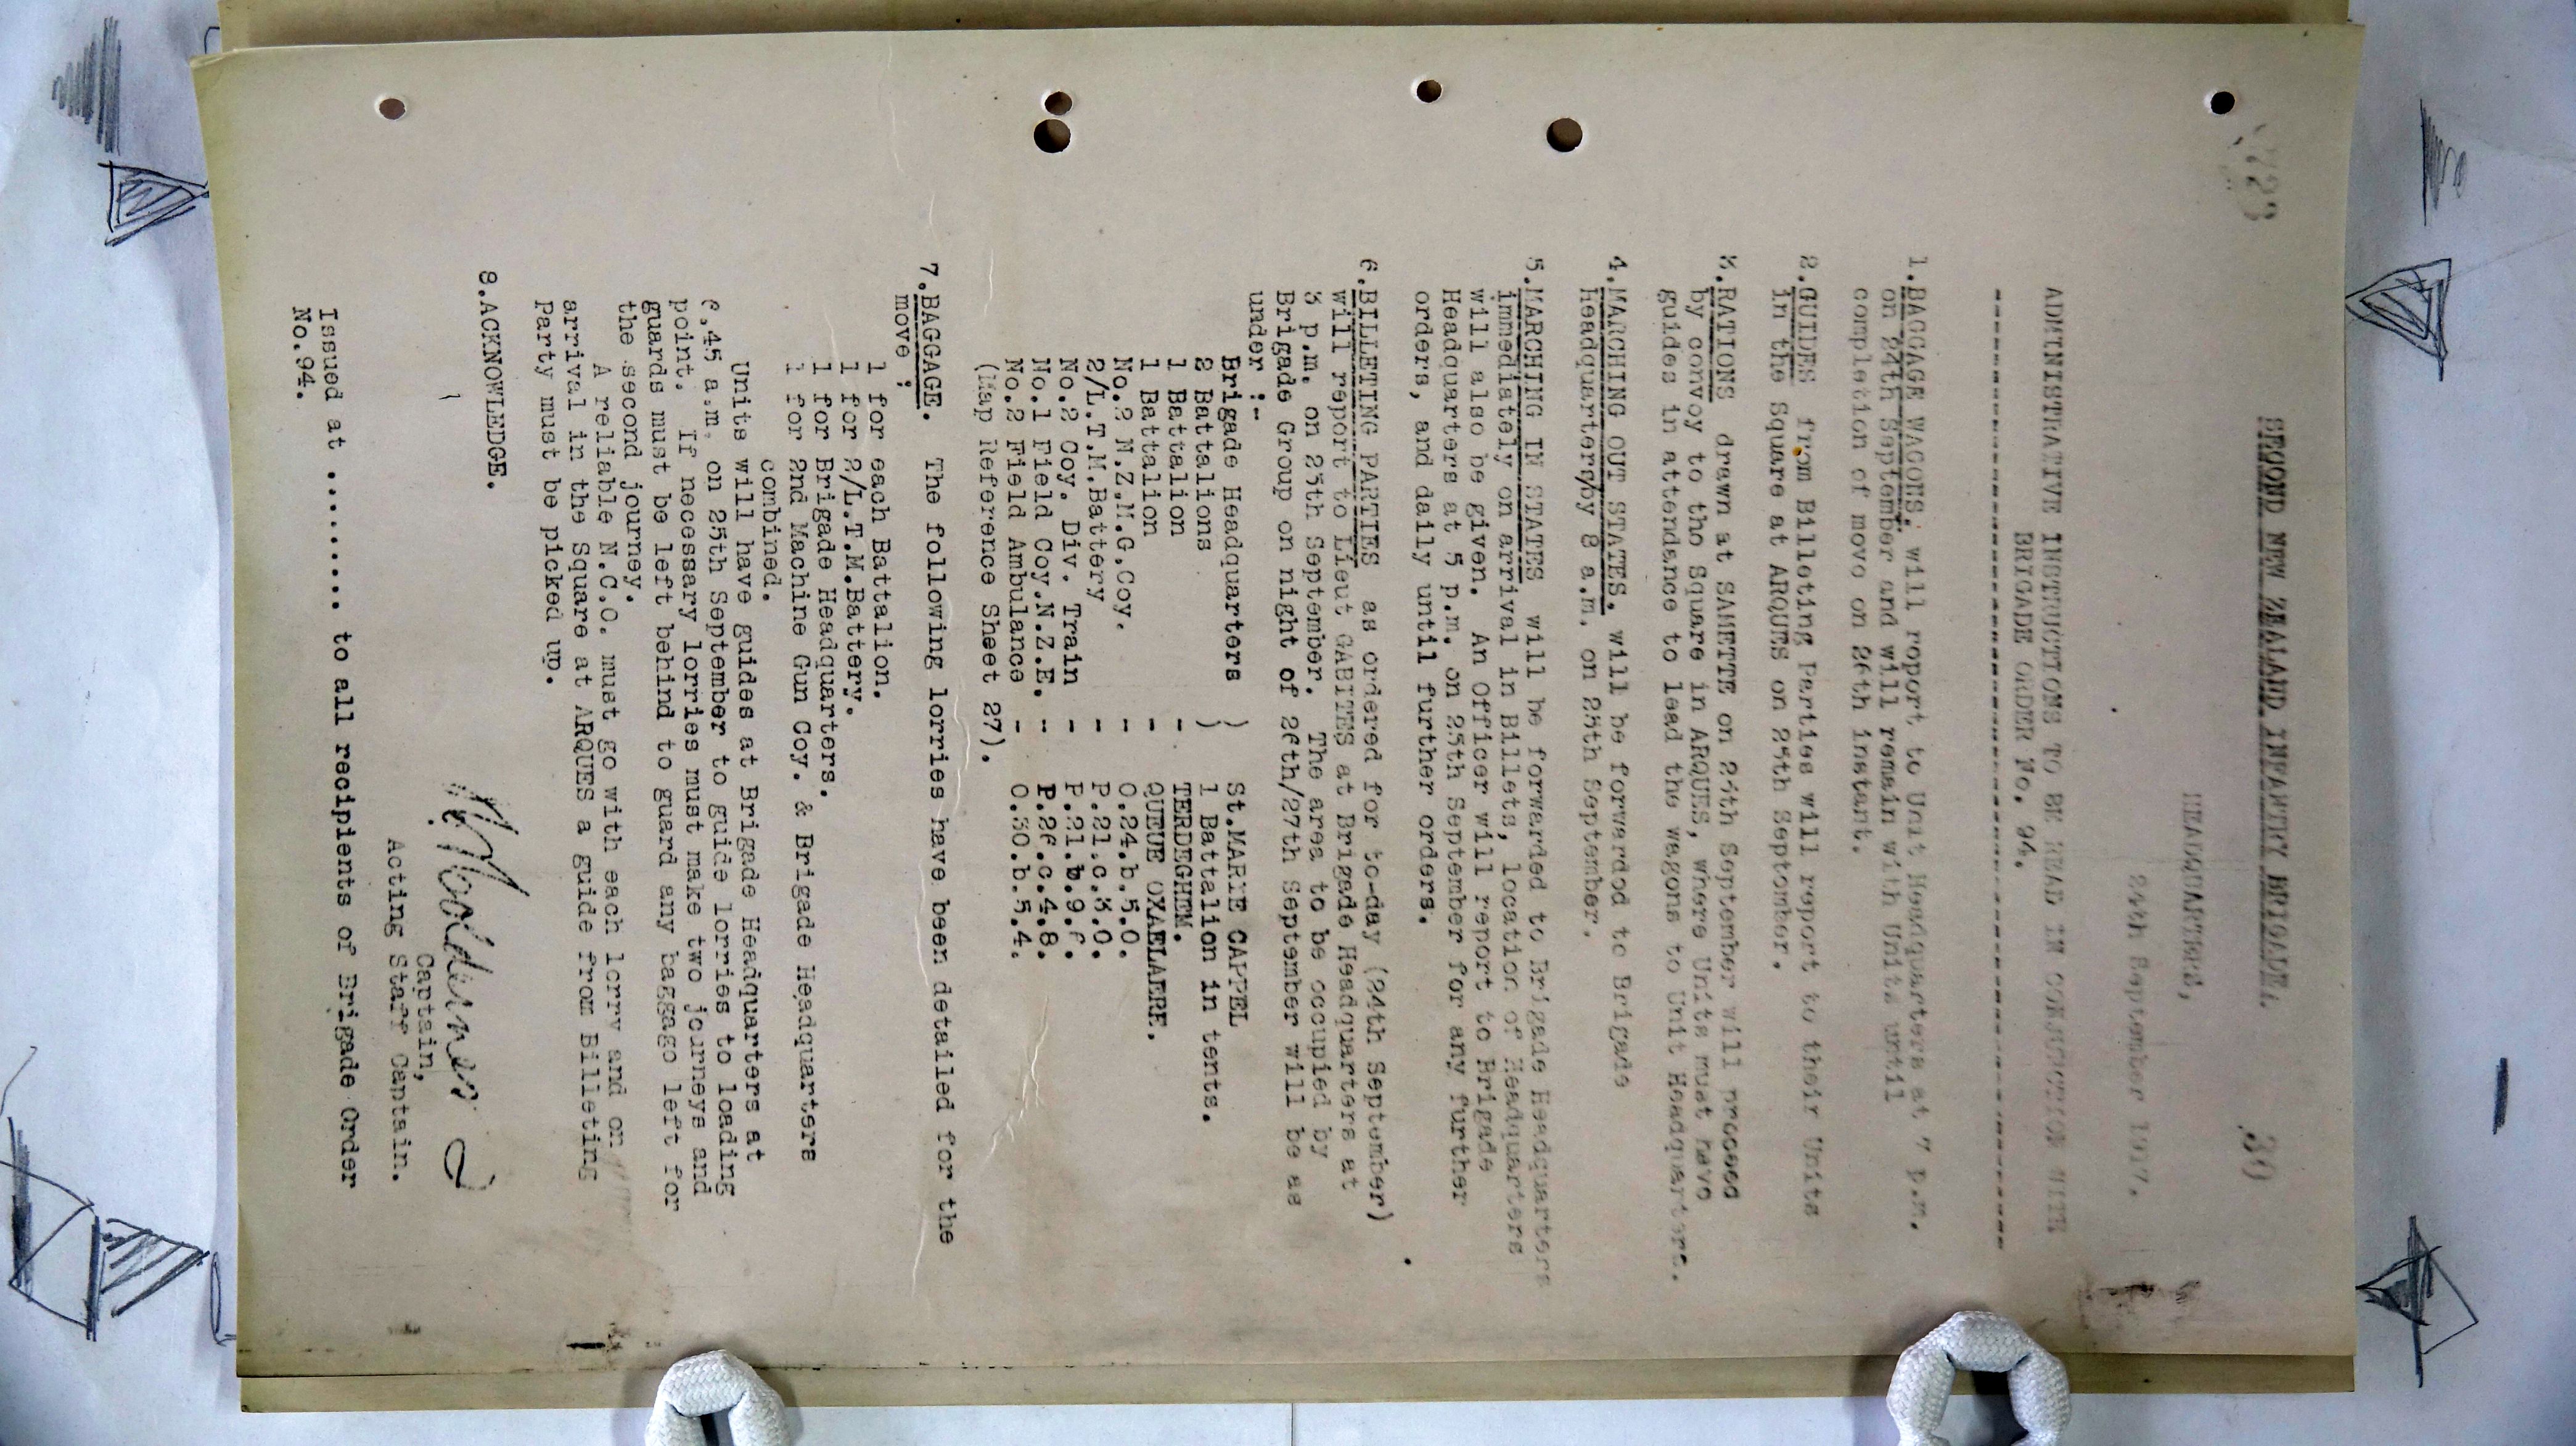 30
SECOND NEW ZEALAND INFANTRY BRIGADE.
HEADQUARTERS,
24th September 1917.
ADMINISTRATIVE INSTRUCTIONS TO BE READ IN CONJUNCTION WITH
BRIGADE ORDER No. 94.
1.BAGGAGE WAGONS. will report to Unit Headquarters at 7 p.m.
on 24th September and will remain with Units until
completion of move on 26th instant.
2.GUIDES from Billeting Parties will report to their Units
in the Square at ARQUES on 25th September.
3.RATIONS drawn at SAMETTE on 25th September will proceed
by convoy to the Square in ARQUES, where Units must have
guides in attendance to lead the wagons to Unit Headquarters.
4.MARCHING OUT STATES. will be forwarded to Brigade
Headquarters/by 8 a.m. on 25th September.
5.MARCHING IN STATES will be forwarded to Brigade Headquarters
immediately on arrival in Billets, location of Headquarters
will also be given. An Officer will report to Brigade
Headquarters at 5 p.m. on 25th September for any further
orders, and daily until further orders.
6.BILLETING PARTIES as ordered for to-day (24th September)
will report to Lieut GABITES at Brigade Headquarters at
3 p.m. on 25th September. The area to be occupied by
Brigade Group on night of 26th/27th September will be as
under :-
Brigade Headquarters ) St.MARIE CAPPEL
2 Battalions ) 1 Battalion in tents.
1 Battalion - TERDEGHEM.
1 Battalion - QUEUE OXAELAERE.
No.2 N.Z.M.G.Coy. - O.24.b.5.0.
2/L.T.M.Battery - P.21.c.3.0.
No.2 Coy. Div. Train - P.21.b.9.6.
No.1 Field Coy.N.Z.E. - P.26.c.4.8.
No.2 Field Ambulance - O.30.b.5.4.
(Map Reference Sheet 27).
7.BAGGAGE. The following lorries have been detailed for the
move :
1 for each Battalion.
1 for 2/L.T.M.Battery.
1 for Brigade Headquarters.
1 for 2nd Machine Gun Coy. & Brigade Headquarters
combined.
Units will have guides at Brigade Headquarters at
6.45 a.m. on 25th September to guide lorries to loading
point. If necessary lorries must make two journeys and
guards must be left behind to guard any baggage left for
the second journey.
A reliable N.C.O. must go with each lorry and on
arrival in the Square at ARQUES a guide from Billeting
Party must be picked up.
8.ACKNOWLEDGE.
Captain,
Acting Staff Captain.
Issued at ........ to all recipients of Brigade Order
No.94.